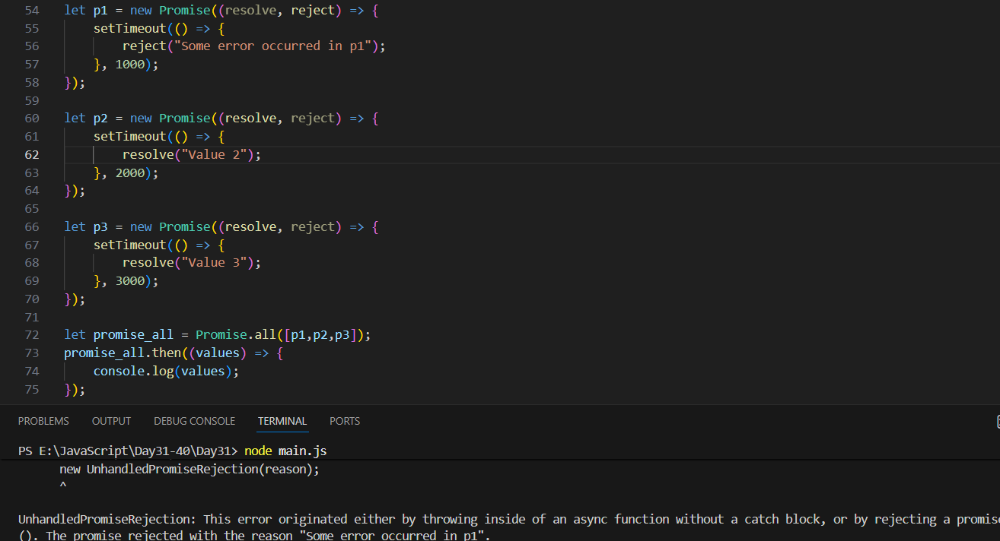 54 let p1 = new Promise((resolve, reject) => {
55     setTimeout(() => {
56         reject("Some error occurred in p1");
57     }, 1000);
58 });
59
60 let p2 = new Promise((resolve, reject) => {
61     setTimeout(() => {
62         resolve("Value 2");
63     }, 2000);
64 });
65
66 let p3 = new Promise((resolve, reject) => {
67     setTimeout(() => {
68         resolve("Value 3");
69     }, 3000);
70 });
71
72 let promise_all = Promise.all([p1,p2,p3]);
73 promise_all.then((values) => {
74     console.log(values);
75 });
PROBLEMS OUTPUT DEBUG CONSOLE TERMINAL PORTS
PS E:\JavaScript\Day31-40\Day31> node main.js
      new UnhandledPromiseRejection(reason);
      ^
UnhandledPromiseRejection: This error originated either by throwing inside of an async function without a catch block, or by rejecting a promise
(). The promise rejected with the reason "Some error occurred in p1".